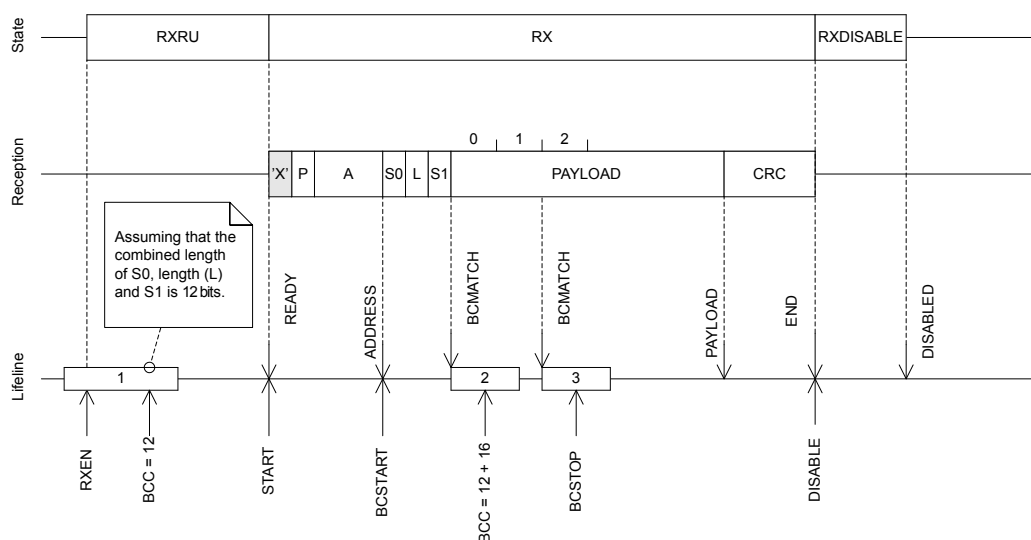 State
RXRU
RX
RXDISABLE
Reception
0
1
2
'X'
P
A
S0
L
S1
PAYLOAD
CRC
Assuming that the
combined length
of S0, length (L)
and S1 is 12 bits.
READY
ADDRESS
BCMATCH
BCMATCH
PAYLOAD
END
DISABLED
Lifeline
1
2
3
RXEN
BCC = 12
START
BCSTART
BCC = 12 + 16
BCSTOP
DISABLE